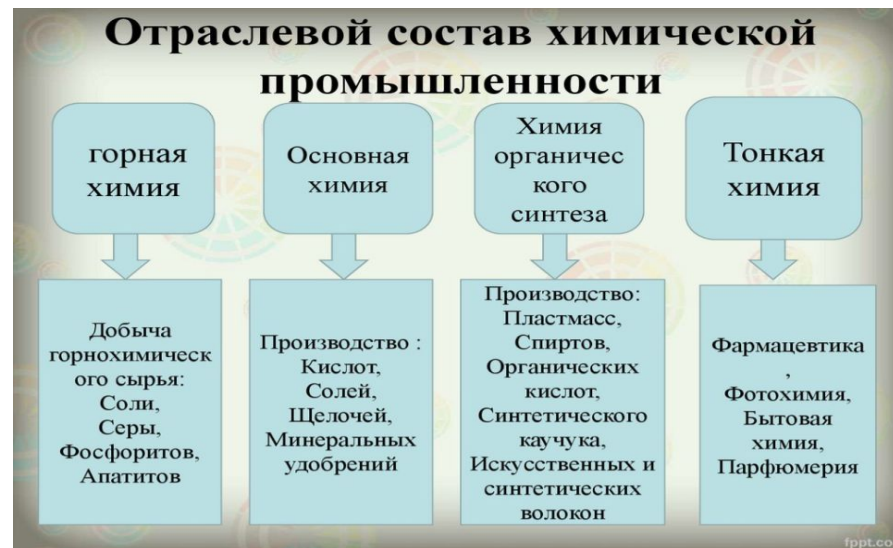 Отраслевой состав химической
промышленности
горная
химия
Основная
химия
Химия
органичес
кого
синтеза
Тонкая
химия
Добыча
горнохимическ
ого сырья:
Соли,
Серы,
Фосфоритов,
Апатитов
Производство :
Кислот,
Солей,
Щелочей,
Минеральных
удобрений
Производство:
Пластмасс,
Спиртов,
Органических
кислот,
Синтетического
каучука,
Искусственных и
синтетических
волокон
Фармацевтика
,
Фотохимия,
Бытовая
химия,
Парфюмерия
fppt.co